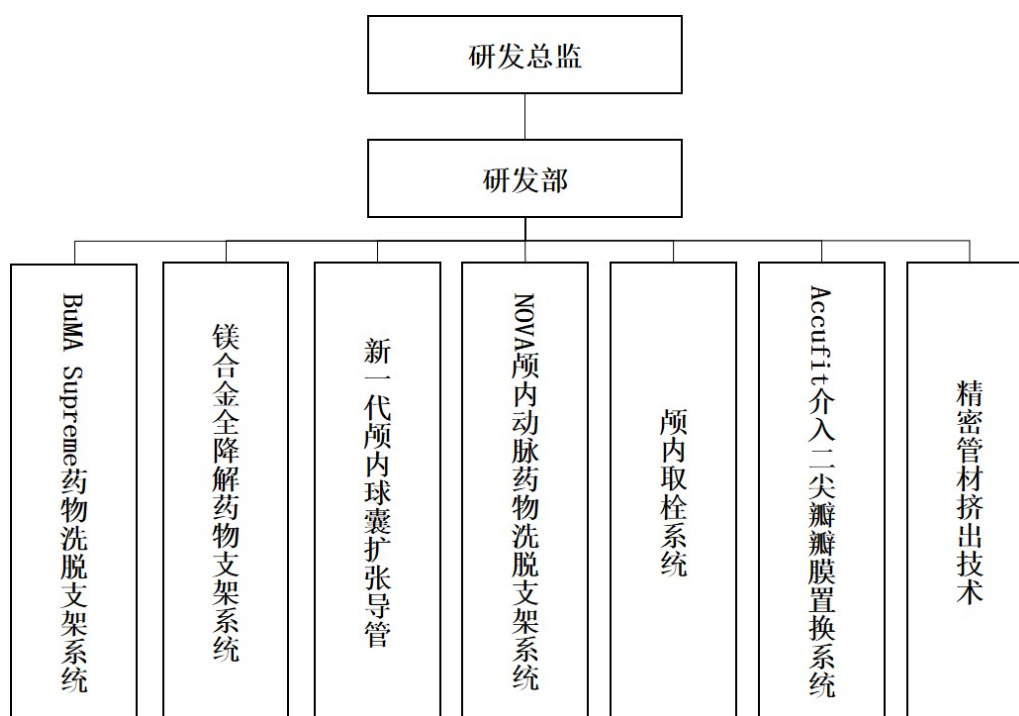 研发总监
研发部
BuMA Supreme药物洗脱支架系统
镁合金全降解药物支架系统
新一代颅内球囊扩张导管
NOVA颅内动脉药物洗脱支架系统
颅内取栓系统
Accufit介入二尖瓣瓣膜置换系统
精密管材挤出技术